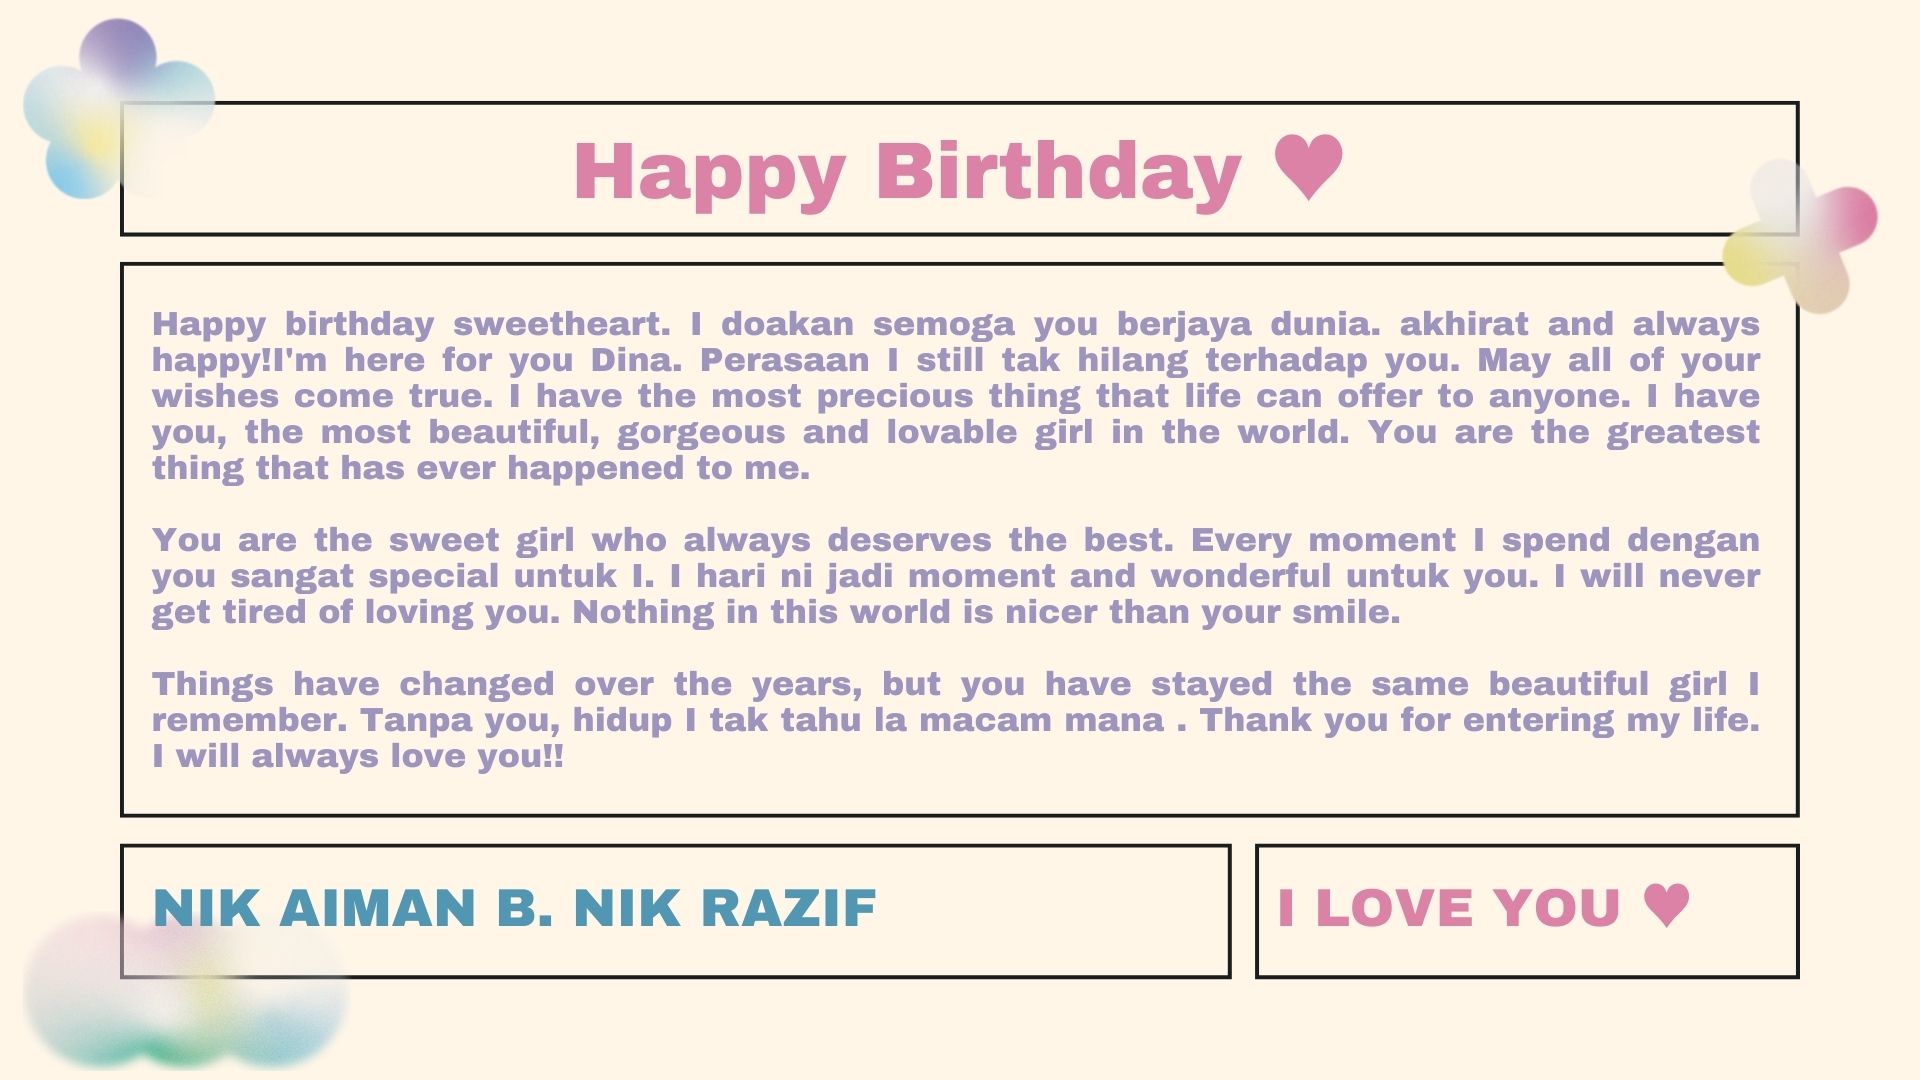 Happy Birthday ♥
Happy birthday sweetheart. I doakan semoga you berjaya dunia. akhirat and always
happy!I'm here for you Dina. Perasaan I still tak hilang terhadap you. May all of your
wishes come true. I have the most precious thing that life can offer to anyone. I have
you, the most beautiful, gorgeous and lovable girl in the world. You are the greatest
thing that has ever happened to me.
You are the sweet girl who always deserves the best. Every moment I spend dengan
you sangat special untuk I. I hari ni jadi moment and wonderful untuk you. I will never
get tired of loving you. Nothing in this world is nicer than your smile.
Things have changed over the years, but you have stayed the same beautiful girl I
remember. Tanpa you, hidup I tak tahu la macam mana . Thank you for entering my life.
I will always love you!!
NIK AIMAN B. NIK RAZIF
I LOVE YOU ♥